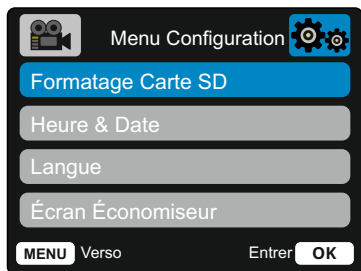 Menu Configuration
Formatage Carte SD
Heure & Date
Langue
Écran Économiseur
MENU Verso Entrer OK